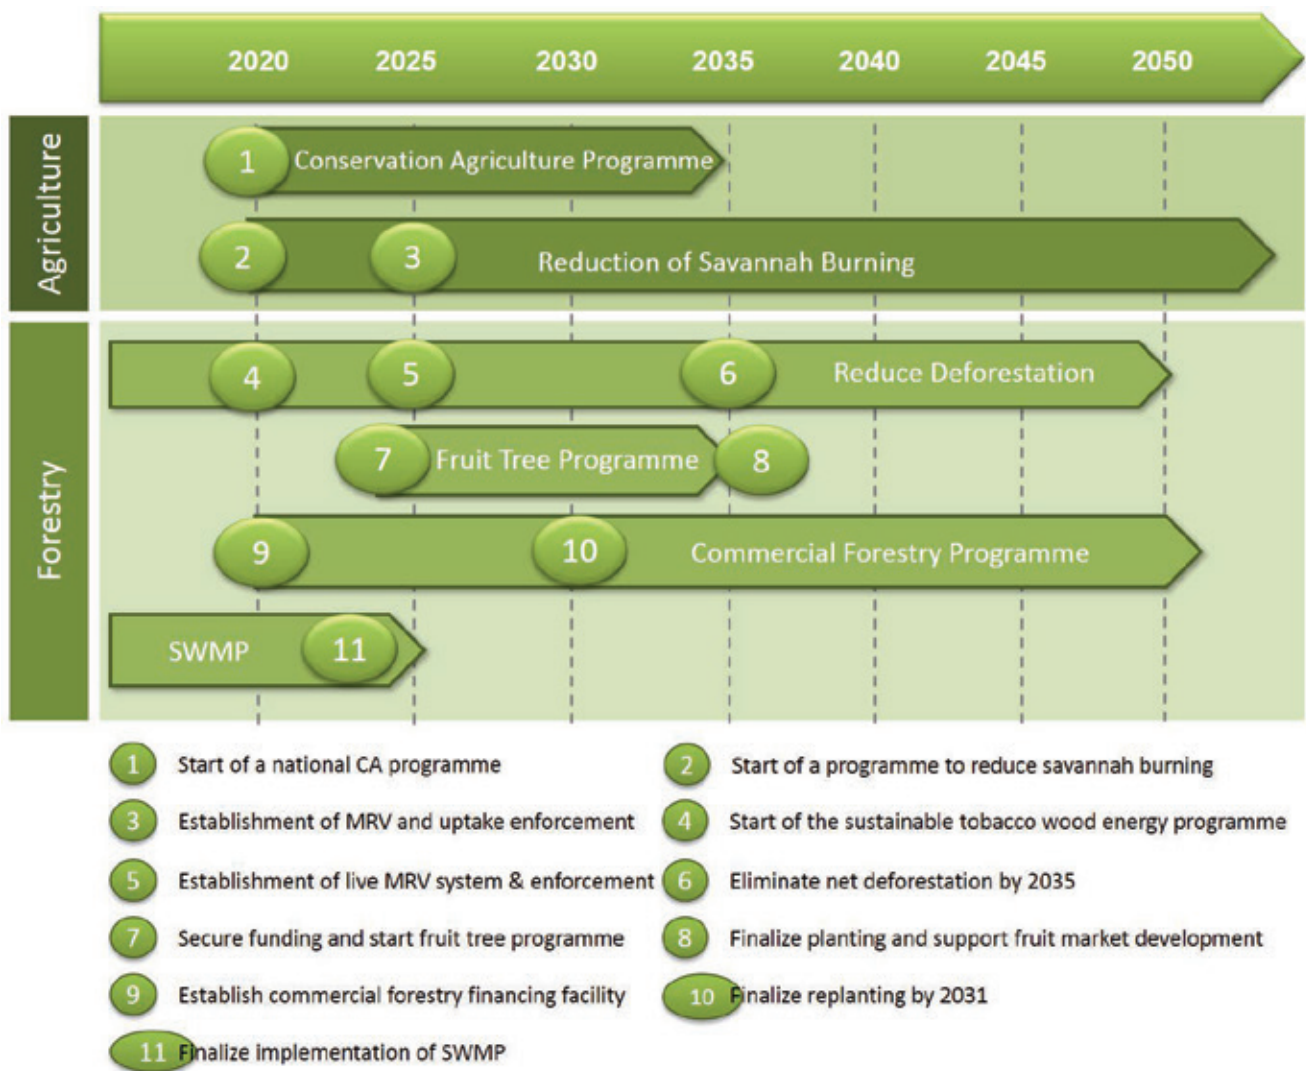 2020 2025 2030 2035 2040 2045 2050
Agriculture
1 Conservation Agriculture Programme
2 3 Reduction of Savannah Burning
Forestry
4 5 6 Reduce Deforestation
7 Fruit Tree Programme 8
9 10 Commercial Forestry Programme
SWMP 11
1 Start of a national CA programme
2 Start of a programme to reduce savannah burning
3 Establishment of MRV and uptake enforcement
4 Start of the sustainable tobacco wood energy programme
5 Establishment of live MRV system & enforcement
6 Eliminate net deforestation by 2035
7 Secure funding and start fruit tree programme
8 Finalize planting and support fruit market development
9 Establish commercial forestry financing facility
10 Finalize replanting by 2031
11 Finalize implementation of SWMP